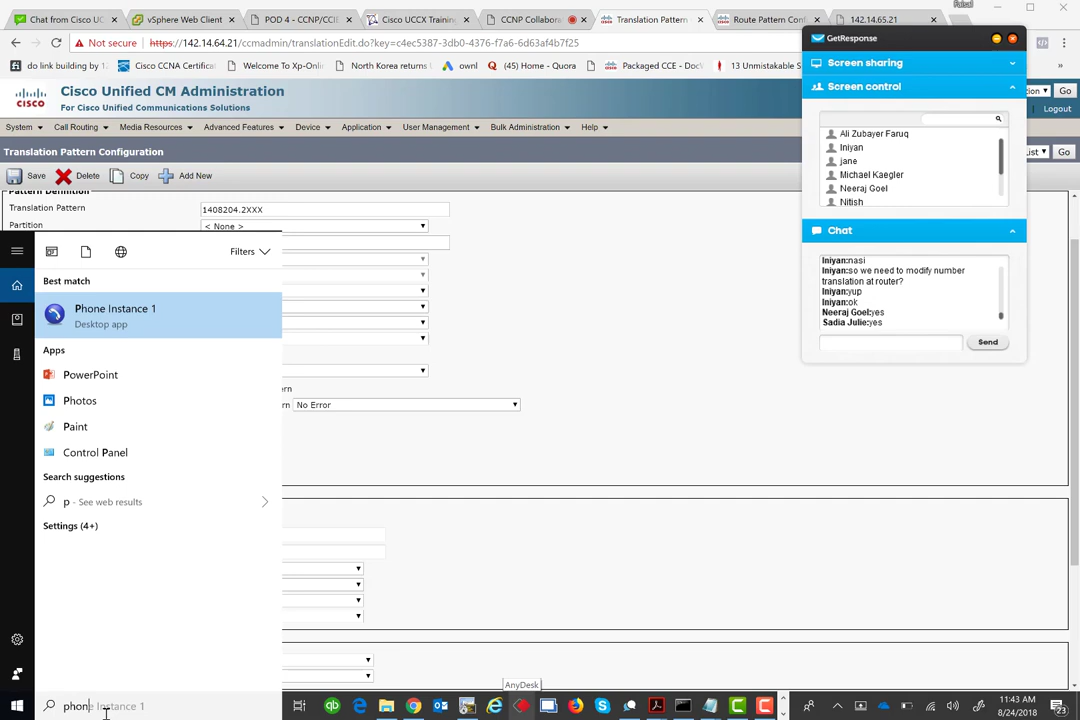 Chat from Cisco UC
vSphere Web Client
POD 4 - CCNP/CCIE
Cisco UCCX Training
CCNP Collabora
Translation Pattern
Route Pattern Conf
142.14.65.21
Faisal
Not secure
https://142.14.64.21/ccmadmin/translationEdit.do?key=c4ec5387-3db0-4376-f7a6-6d63af4b7f25
do link building by
Cisco CCNA Certifica
Welcome To Xp-Onl
North Korea returns
ownl
(45) Home - Quora
Packaged CCE - Do
13 Unmistakable
Cisco Unified CM Administration
For Cisco Unified Communications Solutions
CISCO
Go
Logout
System
Call Routing
Media Resources
Advanced Features
Device
Application
User Management
Bulk Administration
Help
Translation Pattern Configuration
Go
Save
Delete
Copy
Add New
Pattern Definition
Translation Pattern
1408204.2XXX
Partition
< None >
No Error
Filters
Best match
Phone Instance 1
Desktop app
Apps
PowerPoint
Photos
Paint
Control Panel
Search suggestions
p - See web results
Settings (4+)
phone Instance 1
GetResponse
Screen sharing
Screen control
Ali Zubayer Faruq
Iniyan
jane
Michael Kaegler
Neeraj Goel
Nitish
Chat
Iniyan:nasi
Iniyan:so we need to modify number
translation at router?
Iniyan:yup
Iniyan:ok
Neeraj Goel:yes
Sadia Julie:yes
Send
AnyDesk
11:43 AM
8/24/2018
23